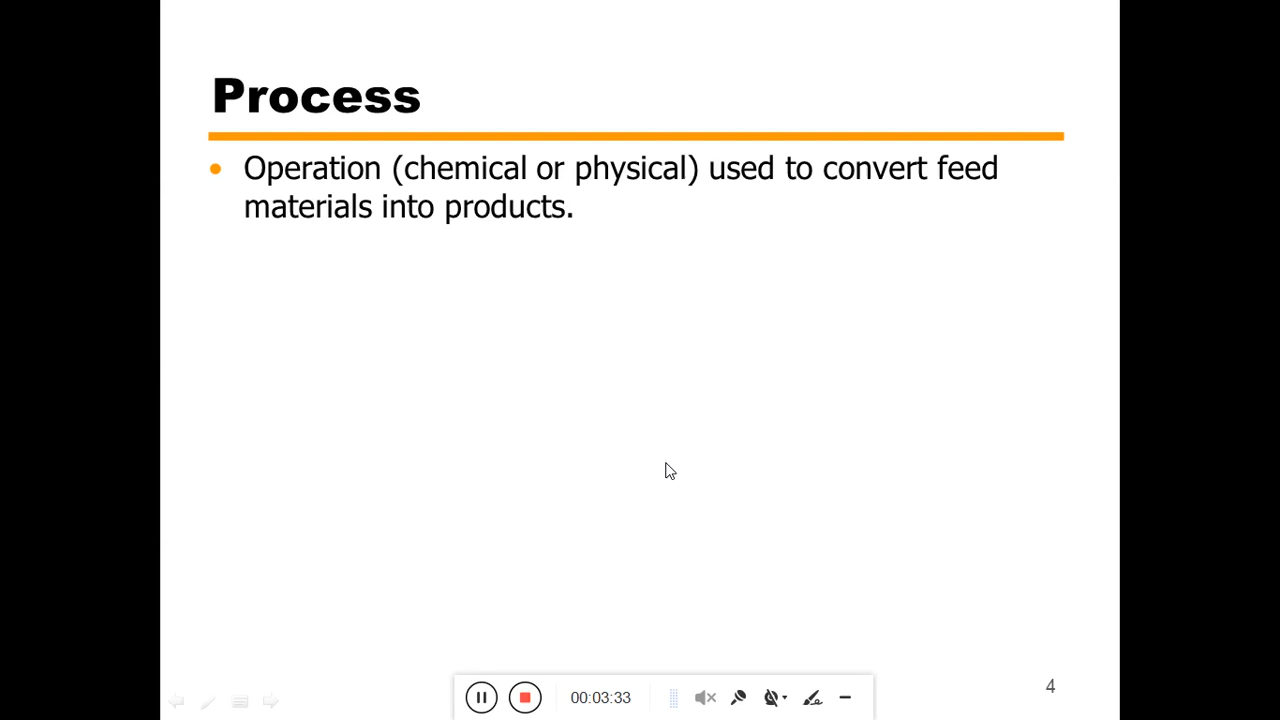 Process
• Operation (chemical or physical) used to convert feed
materials into products.
00:03:33
4